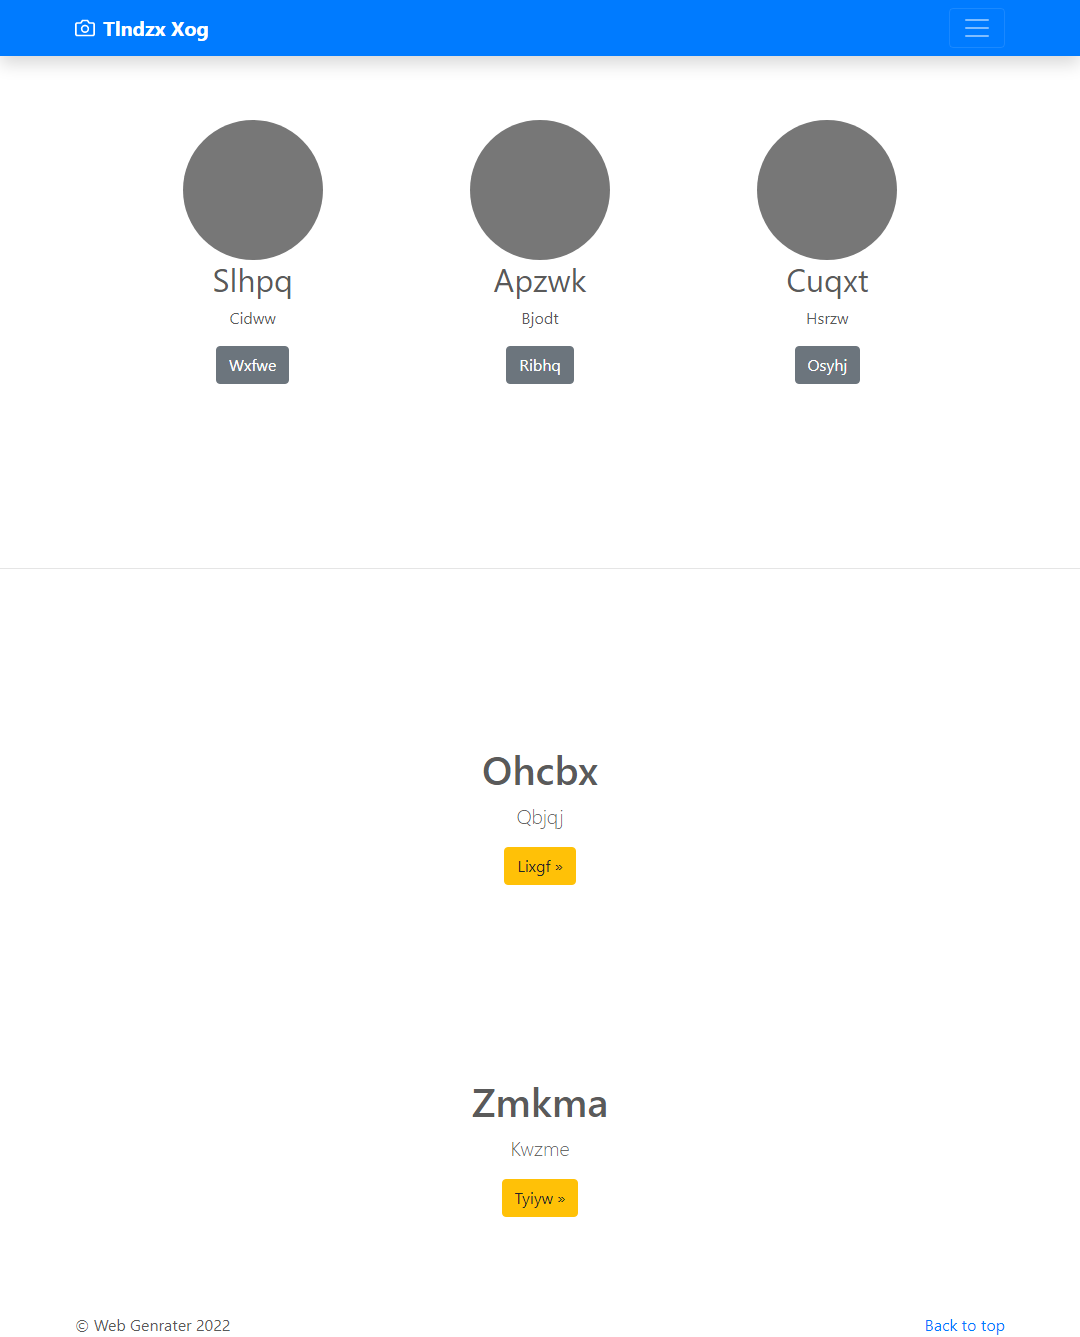 Tlndzx Xog
Slhpq
Cidww
Wxfwe
Apzwk
Bjodt
Ribhq
Cuqxt
Hsrzw
Osyhj
Ohcbx
Qbjqj
Lixgf »
Zmkma
Kwzme
Tyiyw »
© Web Genrater 2022
Back to top